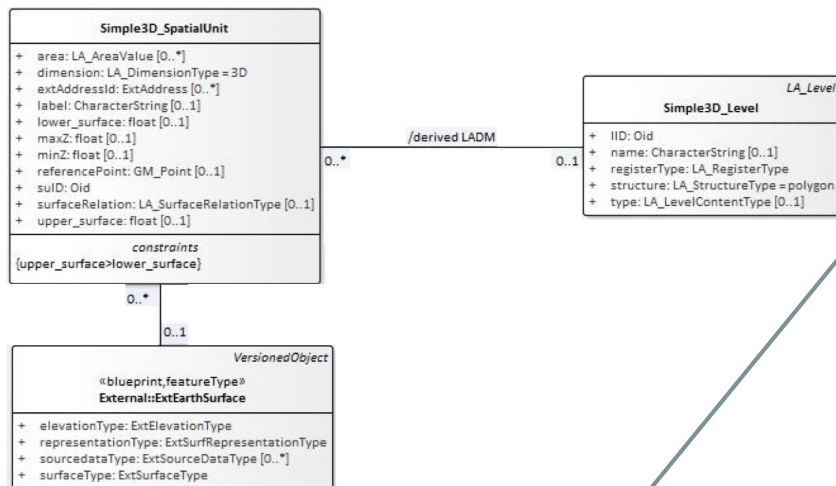 Simple3D_SpatialUnit
+ area: LA_AreaValue [0..*]
+ dimension: LA_DimensionType = 3D
+ extAddressId: ExtAddress [0..*]
+ label: CharacterString [0..1]
+ lower_surface: float [0..1]
+ maxZ: float [0..1]
+ minZ: float [0..1]
+ referencePoint: GM_Point [0..1]
+ suID: Oid
+ surfaceRelation: LA_SurfaceRelationType [0..1]
+ upper_surface: float [0..1]
constraints
{upper_surface>lower_surface}
/derived LADM
0..*
0..1
LA_Level
Simple3D_Level
+ lID: Oid
+ name: CharacterString [0..1]
+ registerType: LA_RegisterType
+ structure: LA_StructureType = polygon
+ type: LA_LevelContentType [0..1]
0..*
0..1
VersionedObject
«blueprint,featureType»
External::ExtEarthSurface
+ elevationType: ExtElevationType
+ representationType: ExtSurfRepresentationType
+ sourcedataType: ExtSourceDataType [0..*]
+ surfaceType: ExtSurfaceType